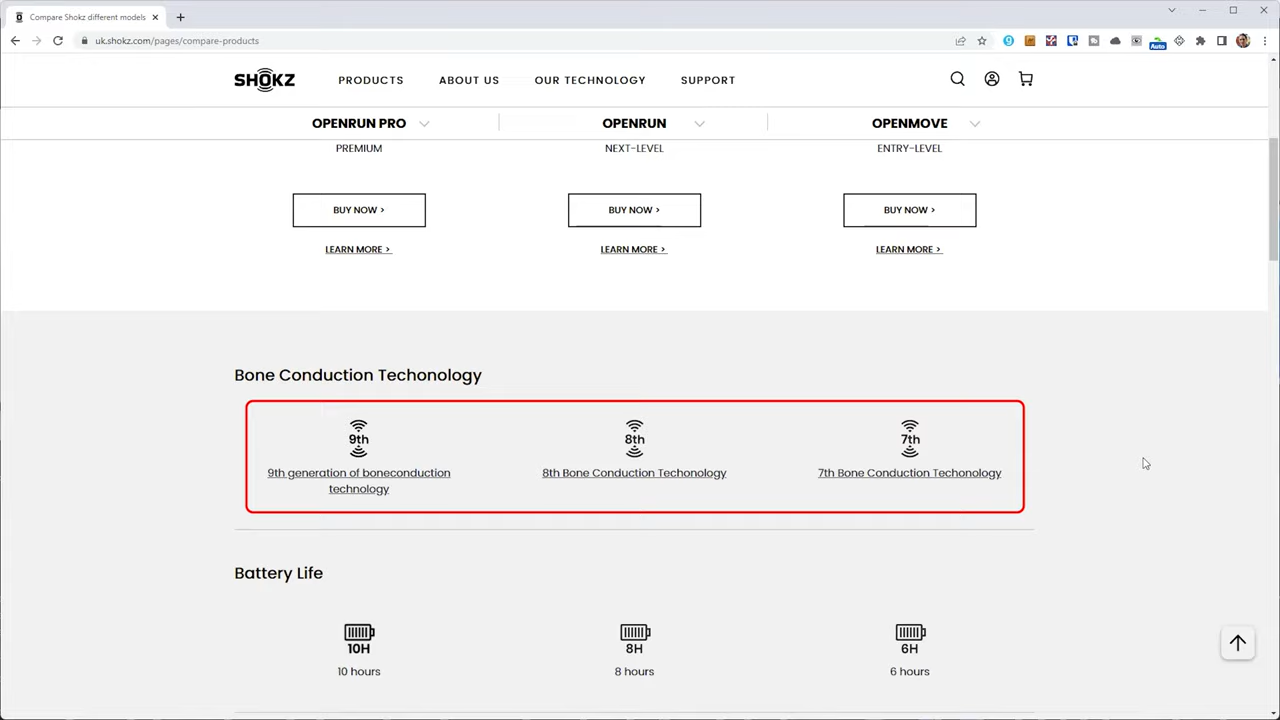 Compare Shokz different models
uk.shokz.com/pages/compare-products
Auto
SHOKZ PRODUCTS ABOUT US OUR TECHNOLOGY SUPPORT
OPENRUN PRO OPENRUN OPENMOVE
PREMIUM NEXT-LEVEL ENTRY-LEVEL
BUY NOW > BUY NOW > BUY NOW >
LEARN MORE > LEARN MORE > LEARN MORE >
Bone Conduction Techonology
9th 8th 7th
9th generation of boneconduction 8th Bone Conduction Techonology 7th Bone Conduction Techonology
technology
Battery Life
10H 8H 6H
10 hours 8 hours 6 hours